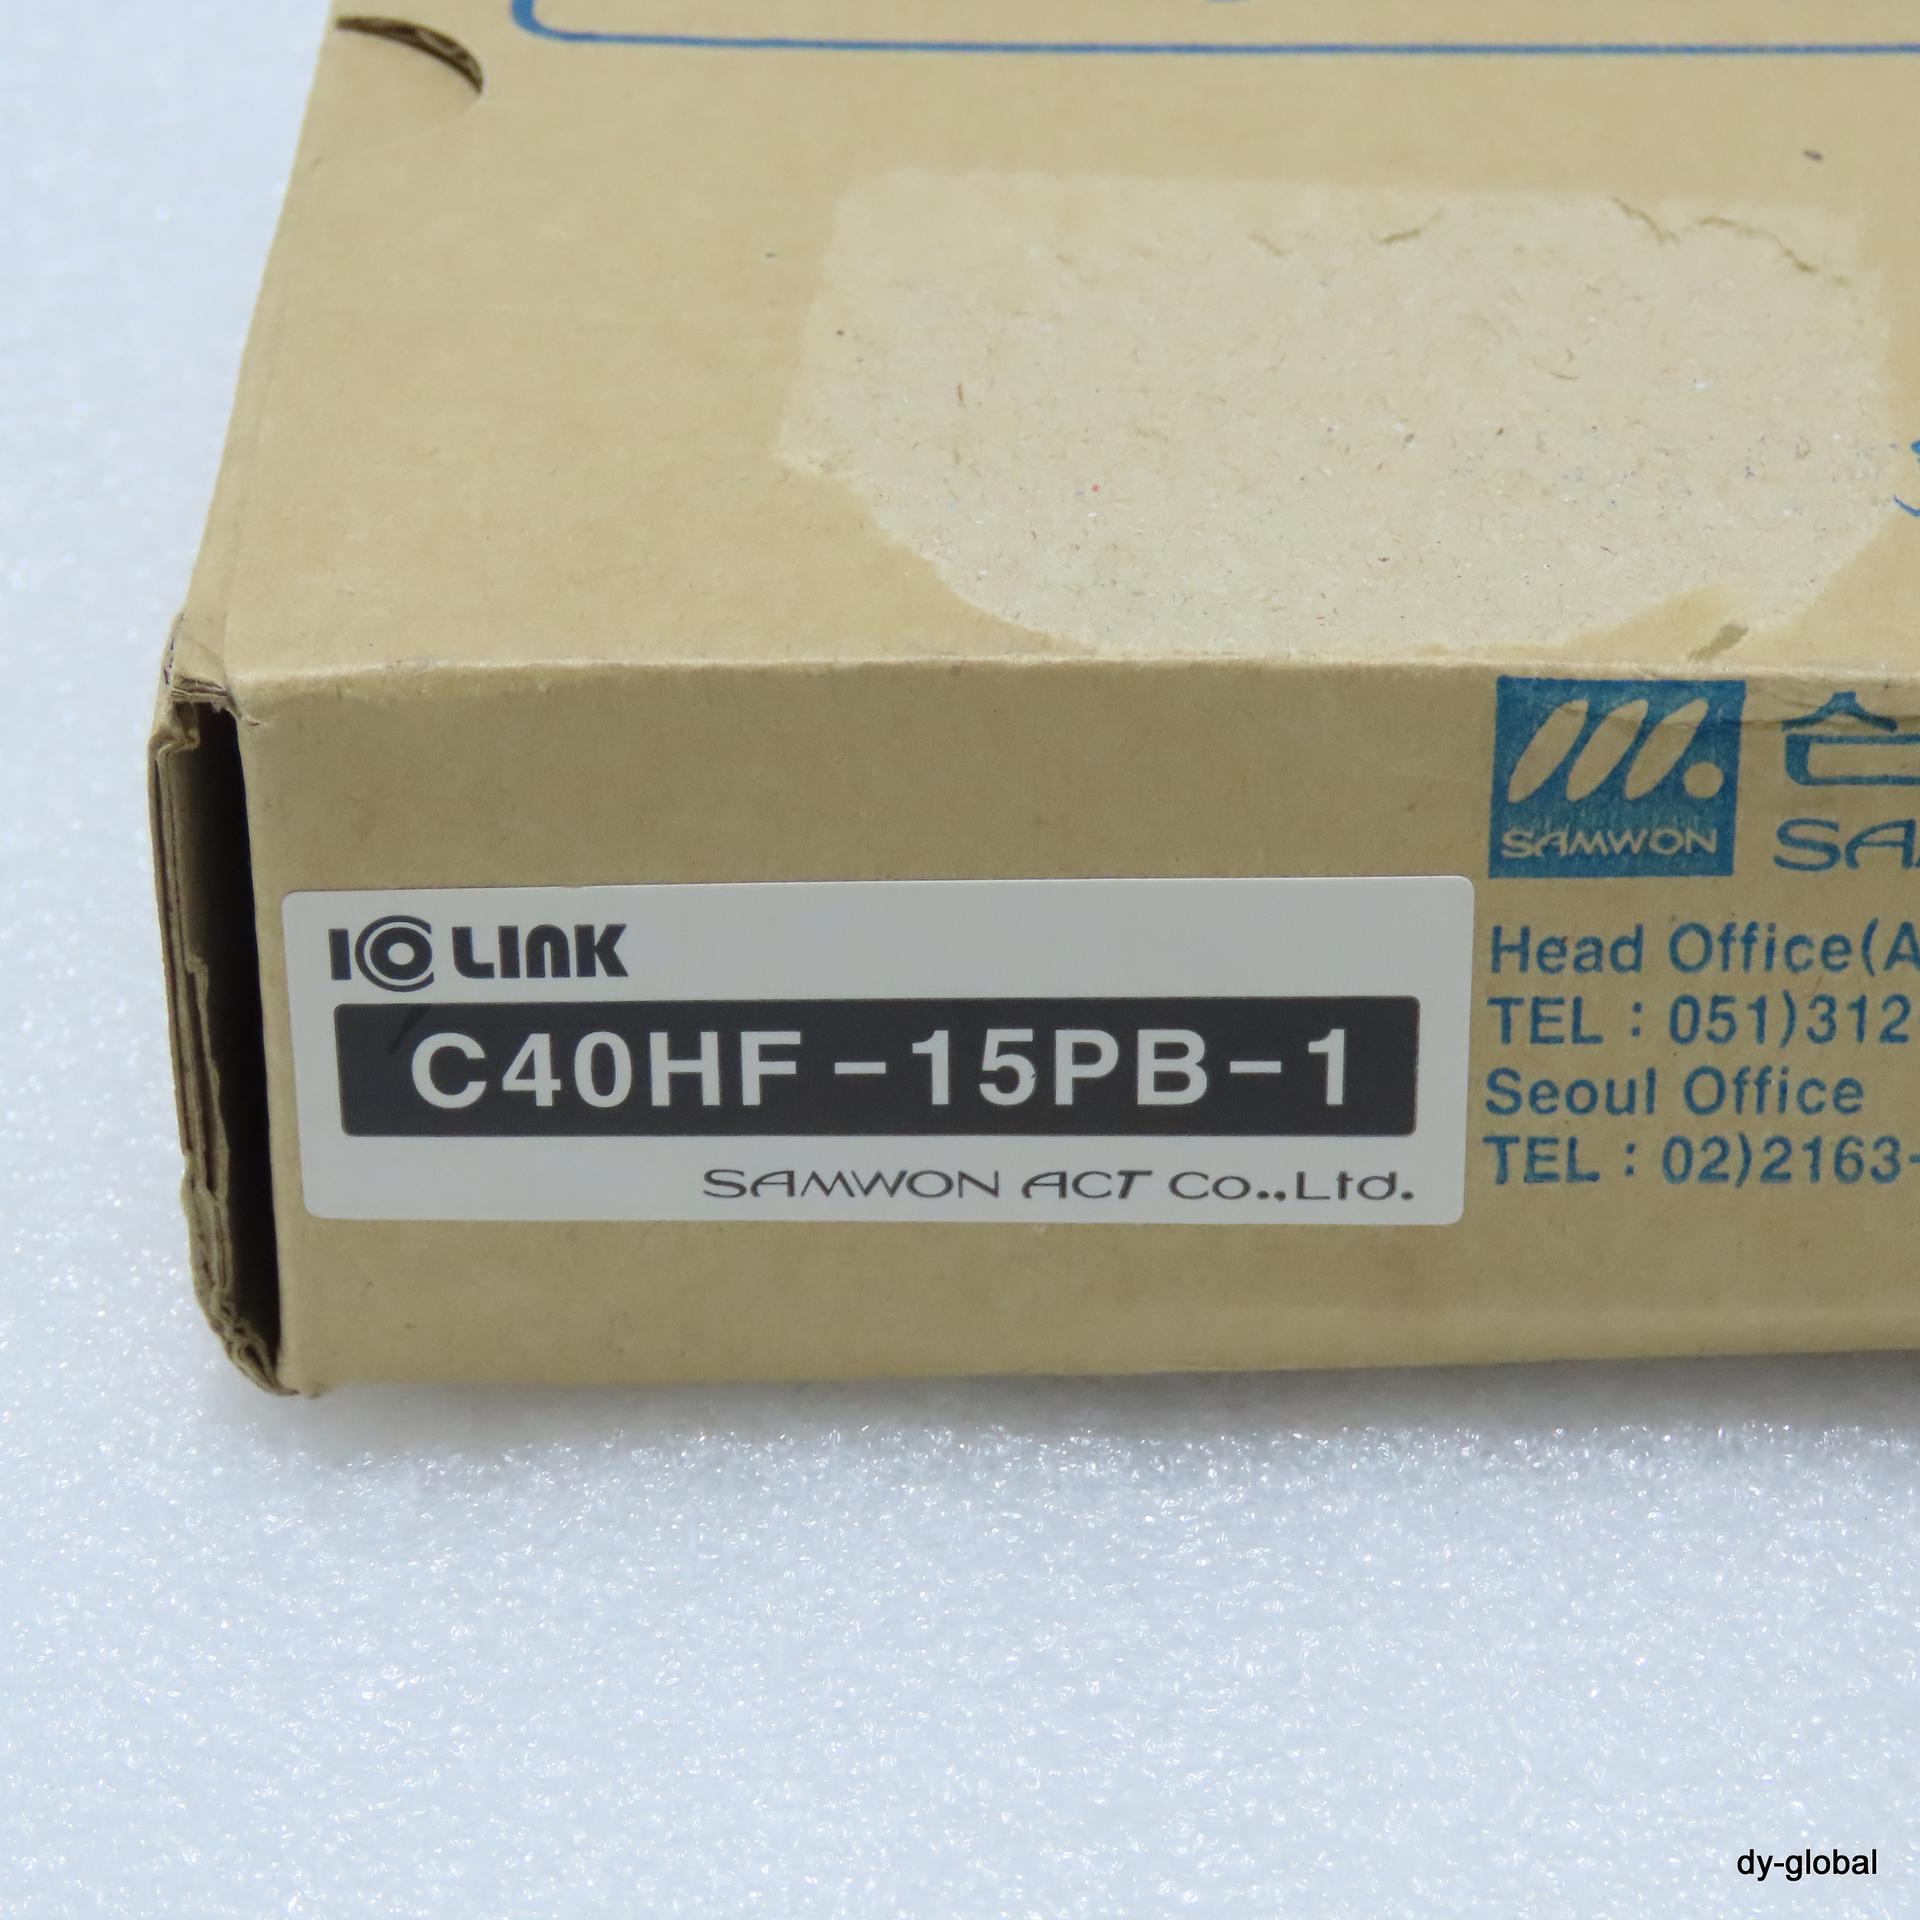 SAMWON
Head Office(A
TEL : 051)312
Seoul Office
TEL : 02)2163-
IO LINK
C40HF-15PB-1
SAMWON ACT Co.,Ltd.
dy-global